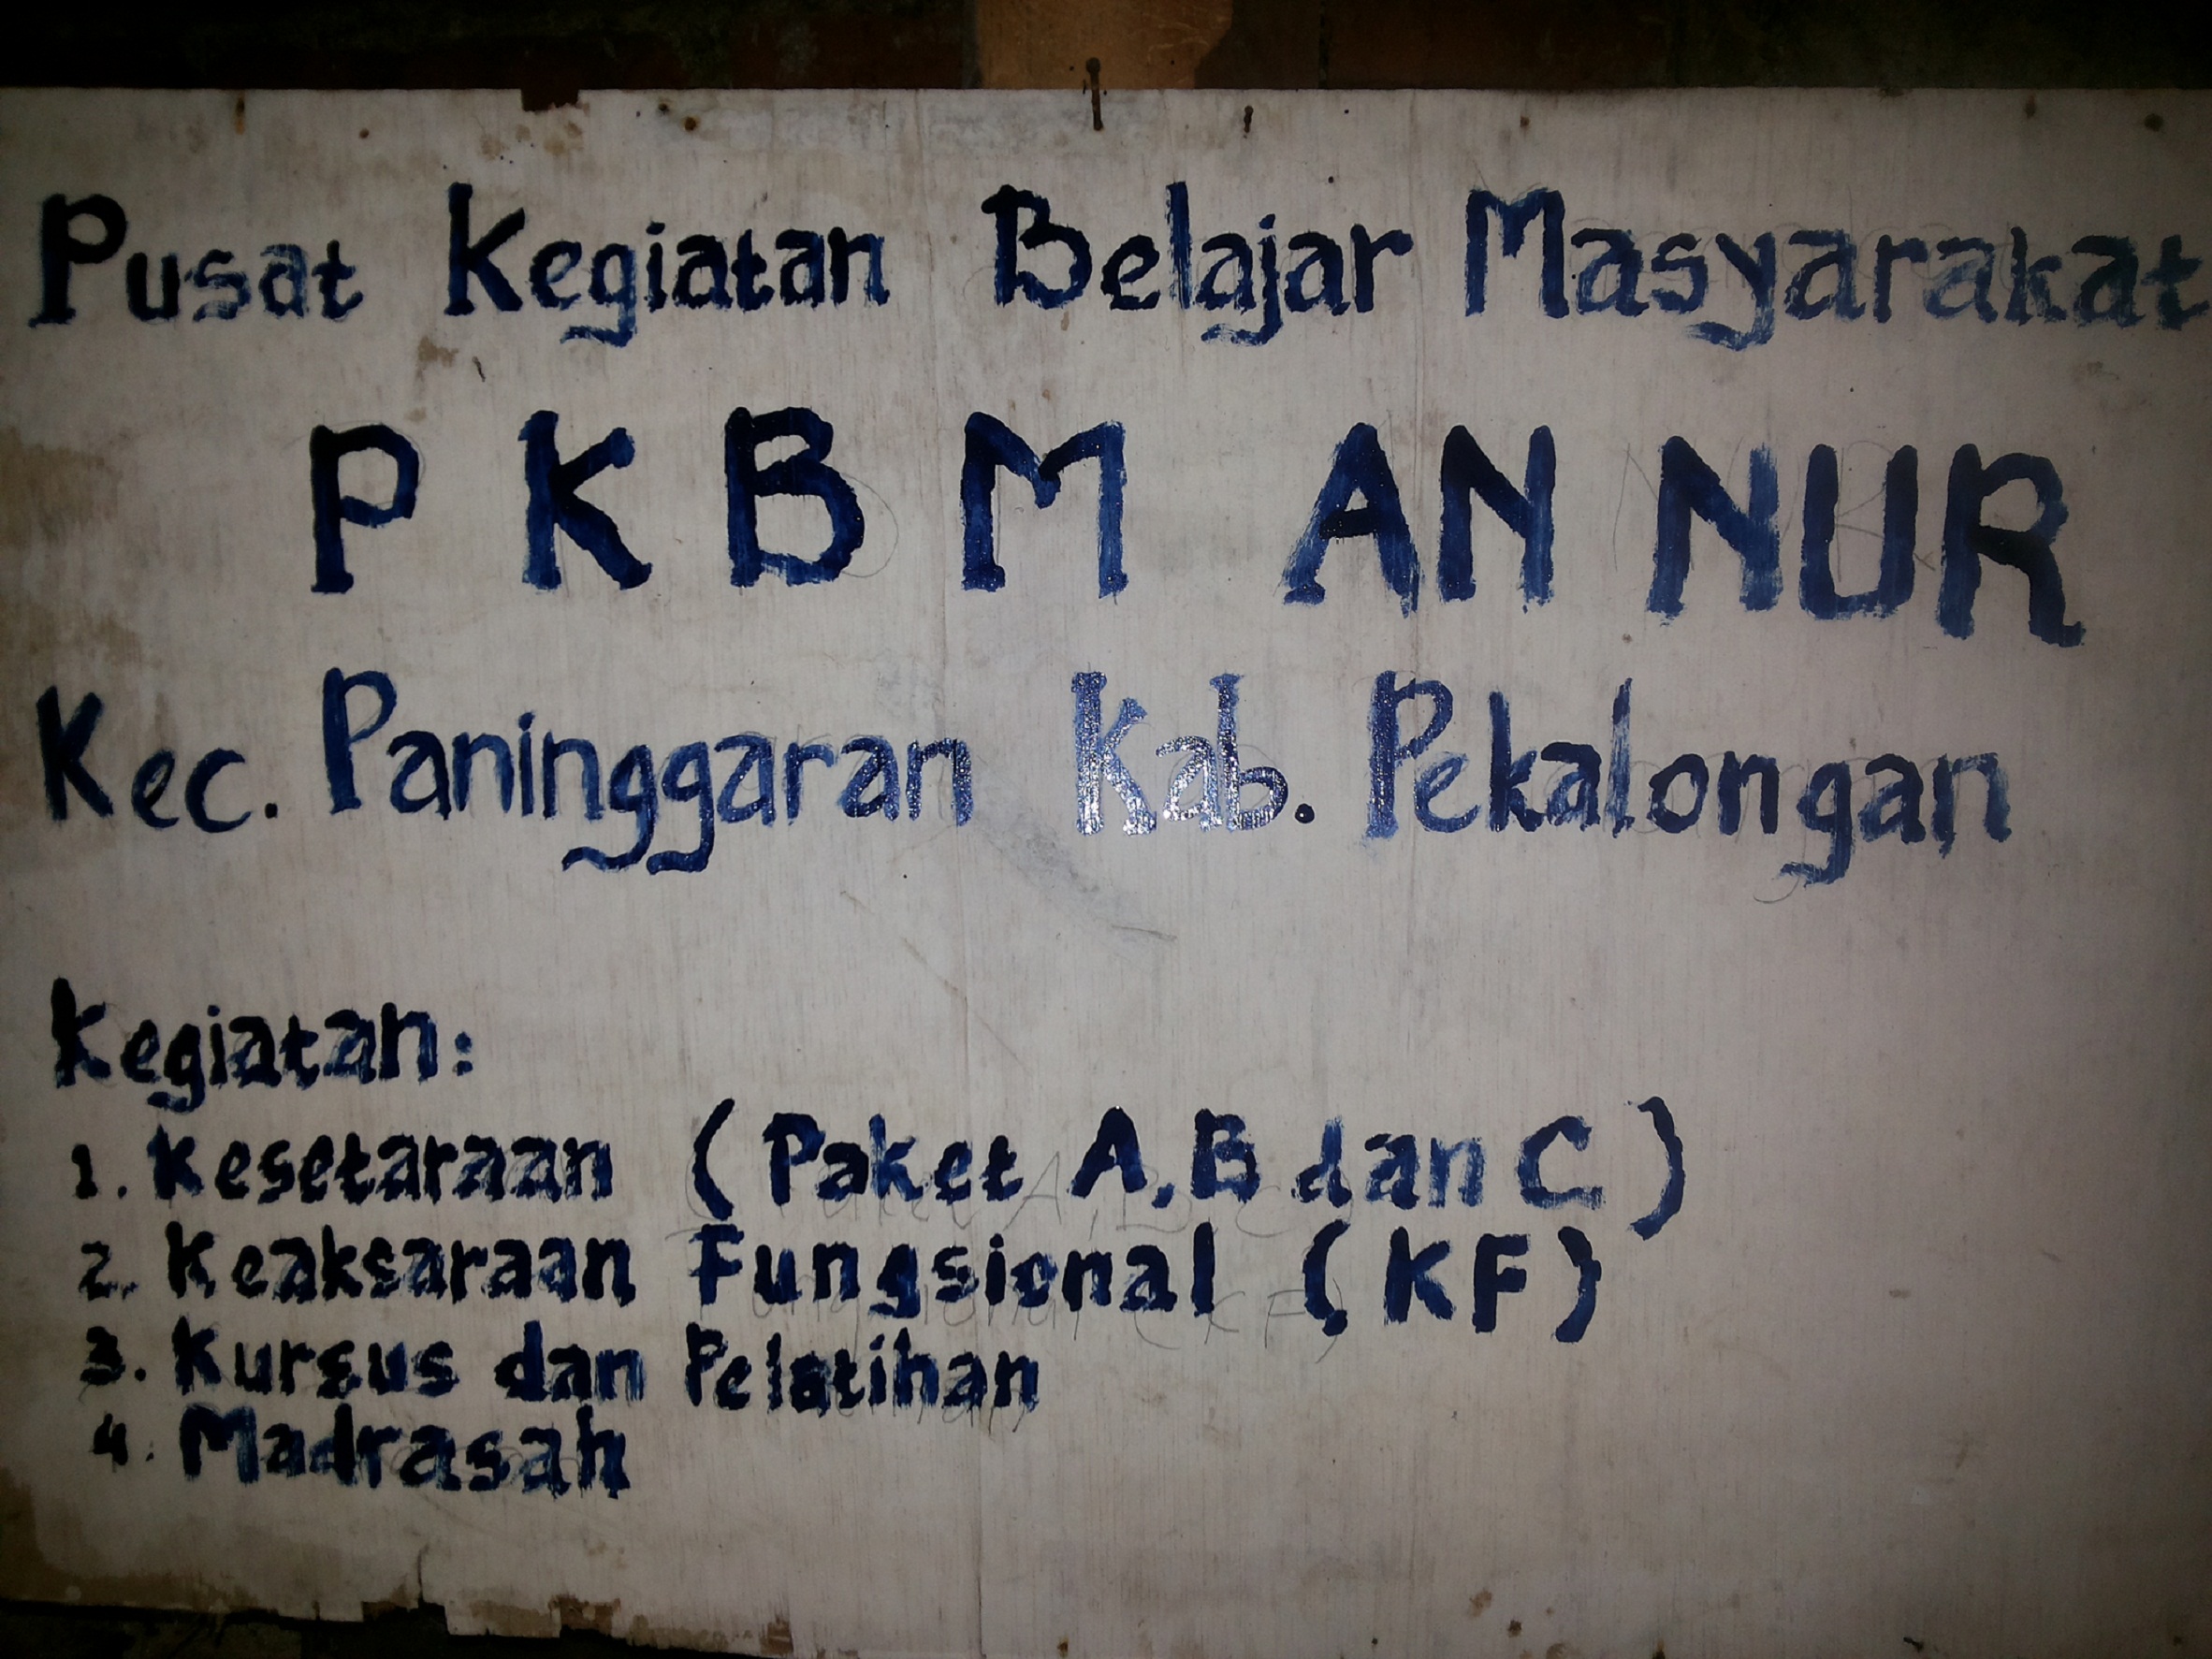 Pusat Kegiatan Belajar Masyarakat
PKBM AN NUR
Kec. Paninggaran Kab. Pekalongan
Kegiatan:
1. Kesetaraan (Paket A, B dan C)
2. Keaksaraan Fungsional (KF)
3. Kursus dan Pelatihan
4. Madrasah